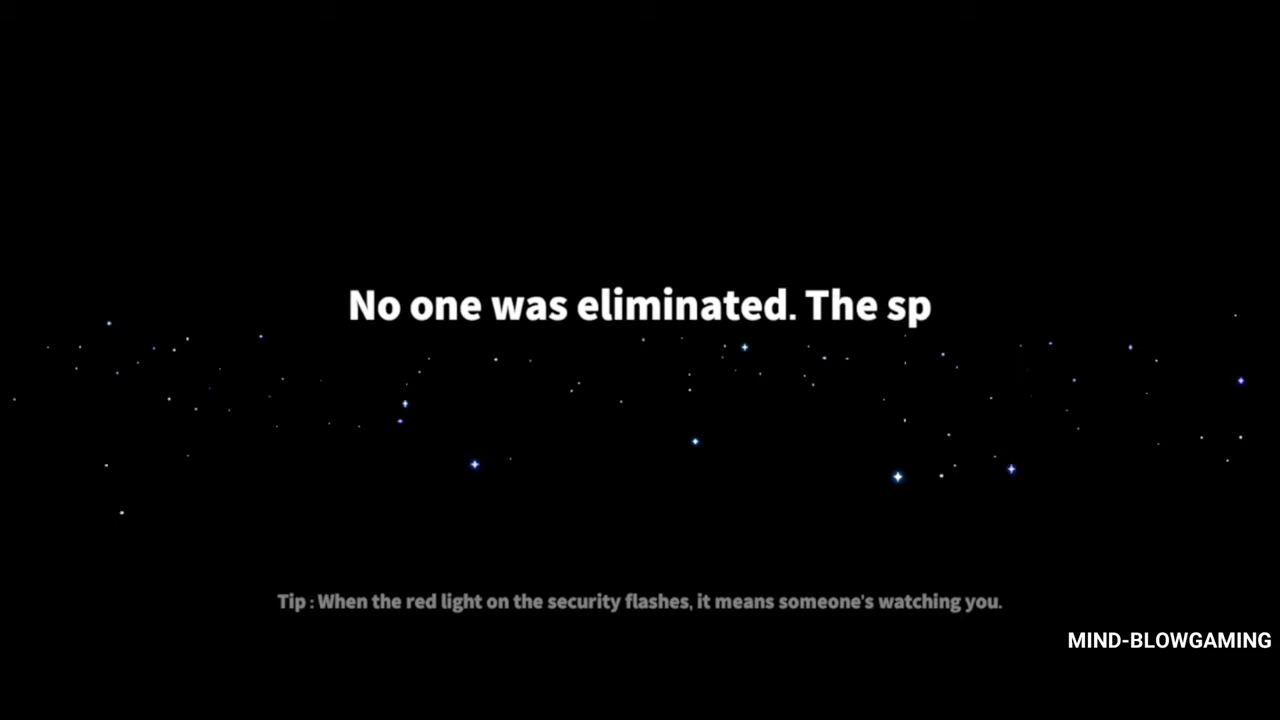 No one was eliminated. The sp
Tip : When the red light on the security flashes, it means someone's watching you.
MIND-BLOWGAMING